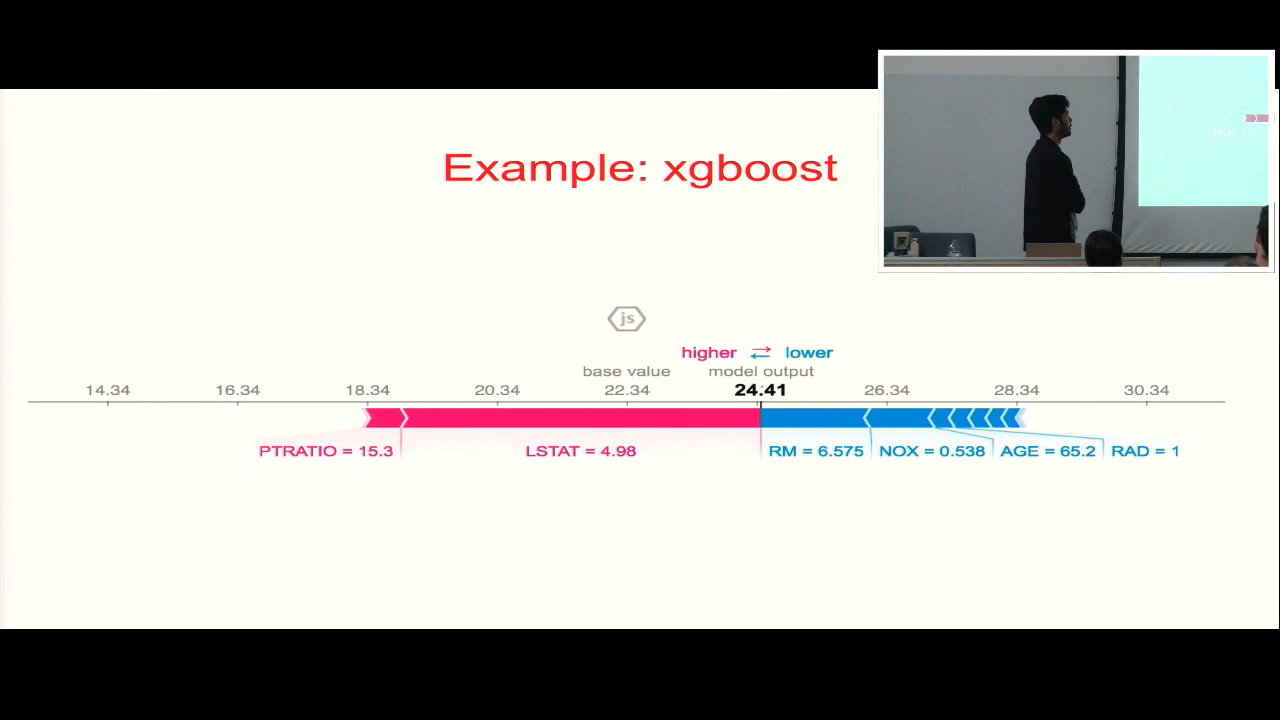 Example: xgboost
js
higher lower
base value model output
14.34 16.34 18.34 20.34 22.34 24.41 26.34 28.34 30.34
PTRATIO = 15.3 LSTAT = 4.98 RM = 6.575 NOX = 0.538 AGE = 65.2 RAD = 1